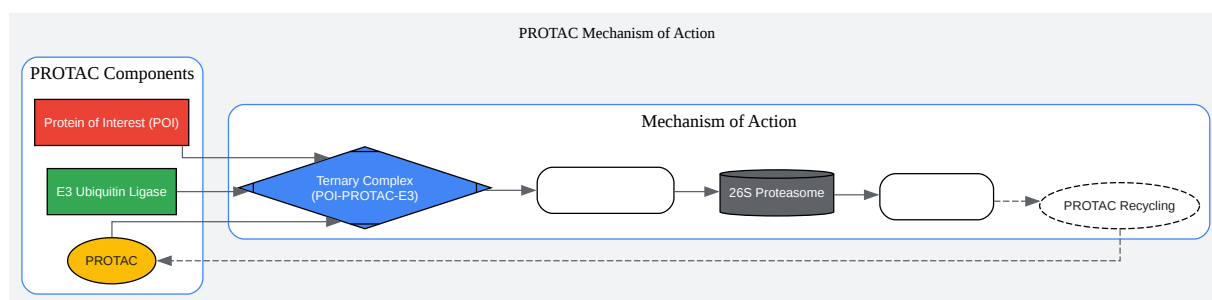 PROTAC Mechanism of Action
PROTAC Components
Protein of Interest (POI)
E3 Ubiquitin Ligase
PROTAC
Mechanism of Action
Ternary Complex
(POI-PROTAC-E3)
26S Proteasome
PROTAC Recycling